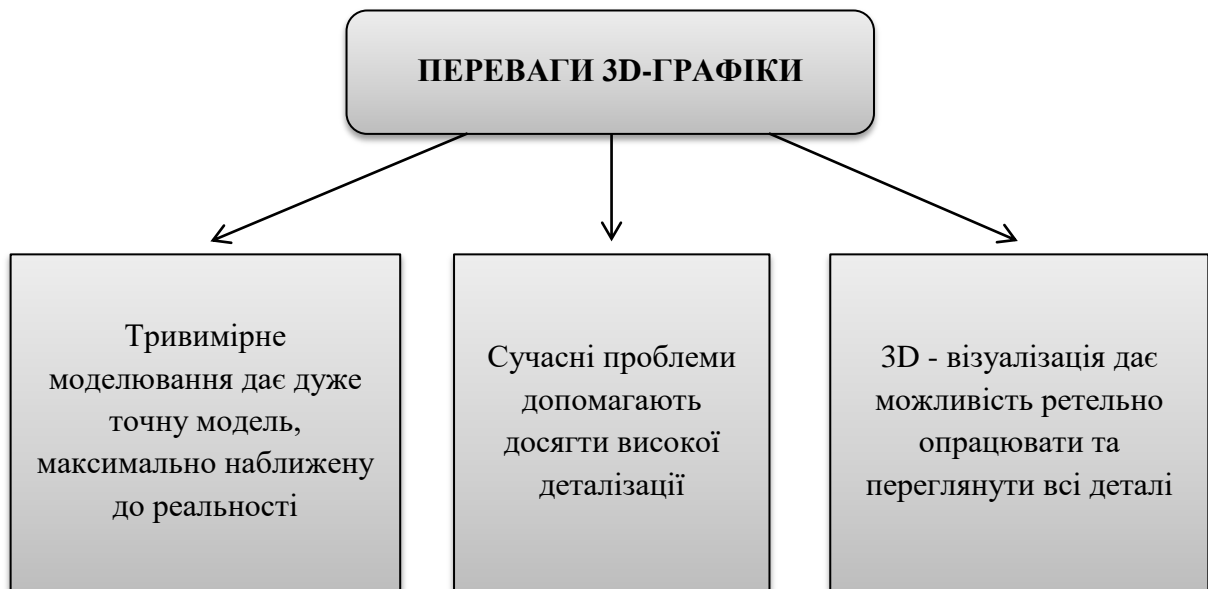 ПЕРЕВАГИ 3D-ГРАФІКИ
Тривимірне
моделювання дає дуже
точну модель,
максимально наближену
до реальності
Сучасні проблеми
допомагають
досягти високої
деталізації
3D - візуалізація дає
можливість ретельно
опрацювати та
переглянути всі деталі